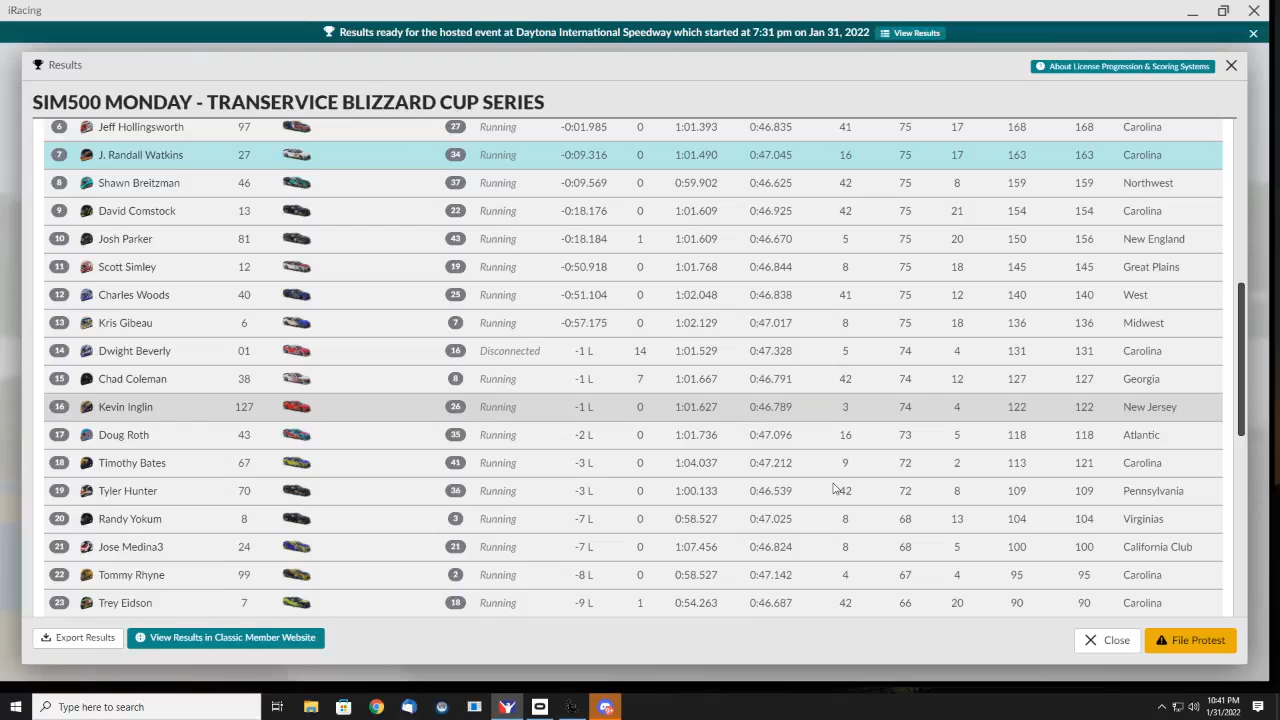 iRacing
Results ready for the hosted event at Daytona International Speedway which started at 7:31 pm on Jan 31, 2022 View Results
Results About License Progression & Scoring Systems
SIM500 MONDAY - TRANSERVICE BLIZZARD CUP SERIES
6 Jeff Hollingsworth 97 27 Running -0:01.985 0 1:01.393 0:46.835 41 75 17 168 168 Carolina
7 J. Randall Watkins 27 34 Running -0:09.316 0 1:01.490 0:47.045 16 75 17 163 163 Carolina
8 Shawn Breitzman 46 37 Running -0:09.569 0 0:59.902 0:46.625 42 75 8 159 159 Northwest
9 David Comstock 13 22 Running -0:18.176 0 1:01.609 0:46.925 42 75 21 154 154 Carolina
10 Josh Parker 81 43 Running -0:18.184 1 1:01.609 0:46.670 5 75 20 150 156 New England
11 Scott Simley 12 19 Running -0:50.918 0 1:01.768 0:46.844 8 75 18 145 145 Great Plains
12 Charles Woods 40 25 Running -0:51.104 0 1:02.048 0:46.838 41 75 12 140 140 West
13 Kris Gibeau 6 7 Running -0:57.175 0 1:02.129 0:47.017 8 75 18 136 136 Midwest
14 Dwight Beverly 01 16 Disconnected -1 L 14 1:01.529 0:47.328 5 74 4 131 131 Carolina
15 Chad Coleman 38 8 Running -1 L 7 1:01.667 0:46.791 42 74 12 127 127 Georgia
16 Kevin Inglin 127 26 Running -1 L 0 1:01.627 0:46.789 3 74 4 122 122 New Jersey
17 Doug Roth 43 35 Running -2 L 0 1:01.736 0:47.096 16 73 5 118 118 Atlantic
18 Timothy Bates 67 41 Running -3 L 0 1:04.037 0:47.212 9 72 2 113 121 Carolina
19 Tyler Hunter 70 36 Running -3 L 0 1:00.133 0:46.539 42 72 8 109 109 Pennsylvania
20 Randy Yokum 8 3 Running -7 L 0 0:58.527 0:47.025 8 68 13 104 104 Virginias
21 Jose Medina3 24 21 Running -7 L 0 1:07.456 0:46.824 8 68 5 100 100 California Club
22 Tommy Rhyne 99 2 Running -8 L 0 0:58.527 0:47.142 4 67 4 95 95 Carolina
23 Trey Eidson 7 18 Running -9 L 1 0:54.263 0:46.687 42 66 20 90 90 Carolina
Export Results View Results in Classic Member Website Close File Protest
Type here to search
10:41 PM
1/31/2022